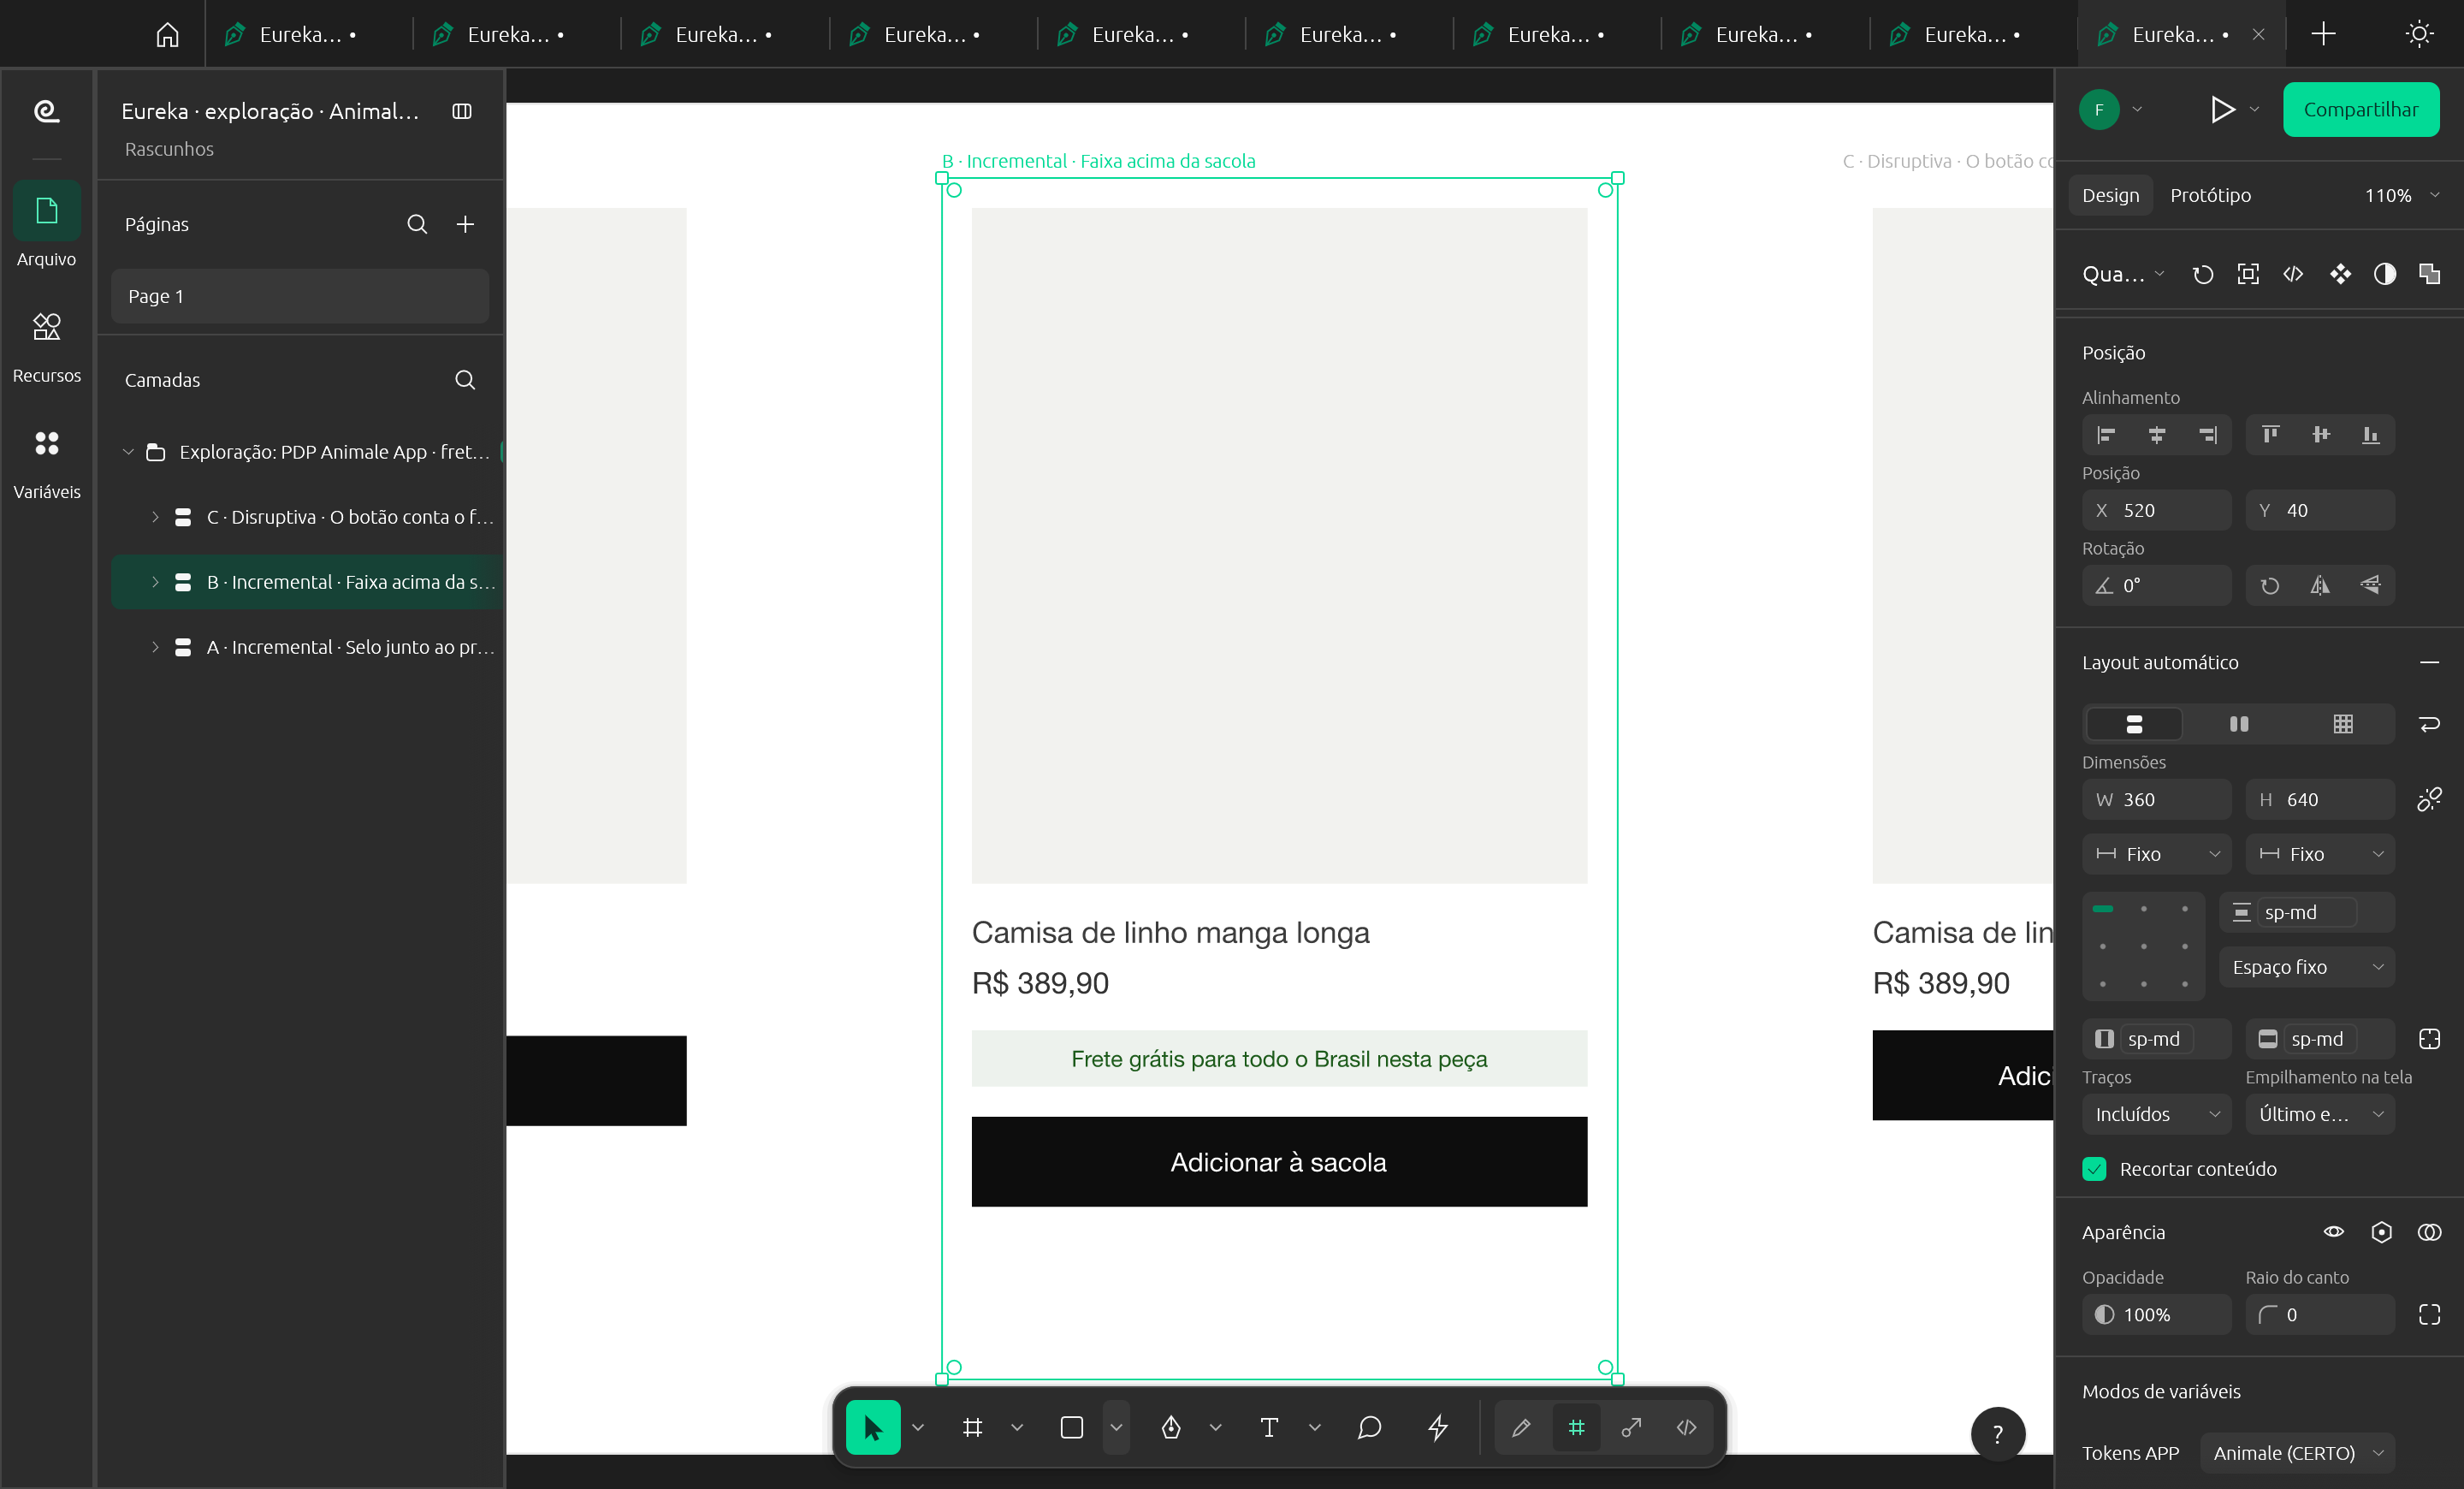 Eureka… •
Eureka… •
Eureka… •
Eureka… •
Eureka… •
Eureka… •
Eureka… •
Eureka… •
Eureka… •
Eureka… •
Arquivo
Recursos
Variáveis
Eureka · exploração · Animal…
Rascunhos
Páginas
Page 1
Camadas
Exploração: PDP Animale App · fret…
C · Disruptiva · O botão conta o f…
B · Incremental · Faixa acima da s…
A · Incremental · Selo junto ao pr…
B · Incremental · Faixa acima da sacola
Camisa de linho manga longa
R$ 389,90
Frete grátis para todo o Brasil nesta peça
Adicionar à sacola
C · Disruptiva · O botão co
Camisa de lin
R$ 389,90
Adici
?
F
Compartilhar
Design
Protótipo
110%
Qua…
Posição
Alinhamento
Posição
X 520
Y 40
Rotação
0°
Layout automático
Dimensões
W 360
H 640
Fixo
Fixo
sp-md
Espaço fixo
sp-md
sp-md
Traços
Empilhamento na tela
Incluídos
Último e…
Recortar conteúdo
Aparência
Opacidade
Raio do canto
100%
0
Modos de variáveis
Tokens APP
Animale (CERTO)